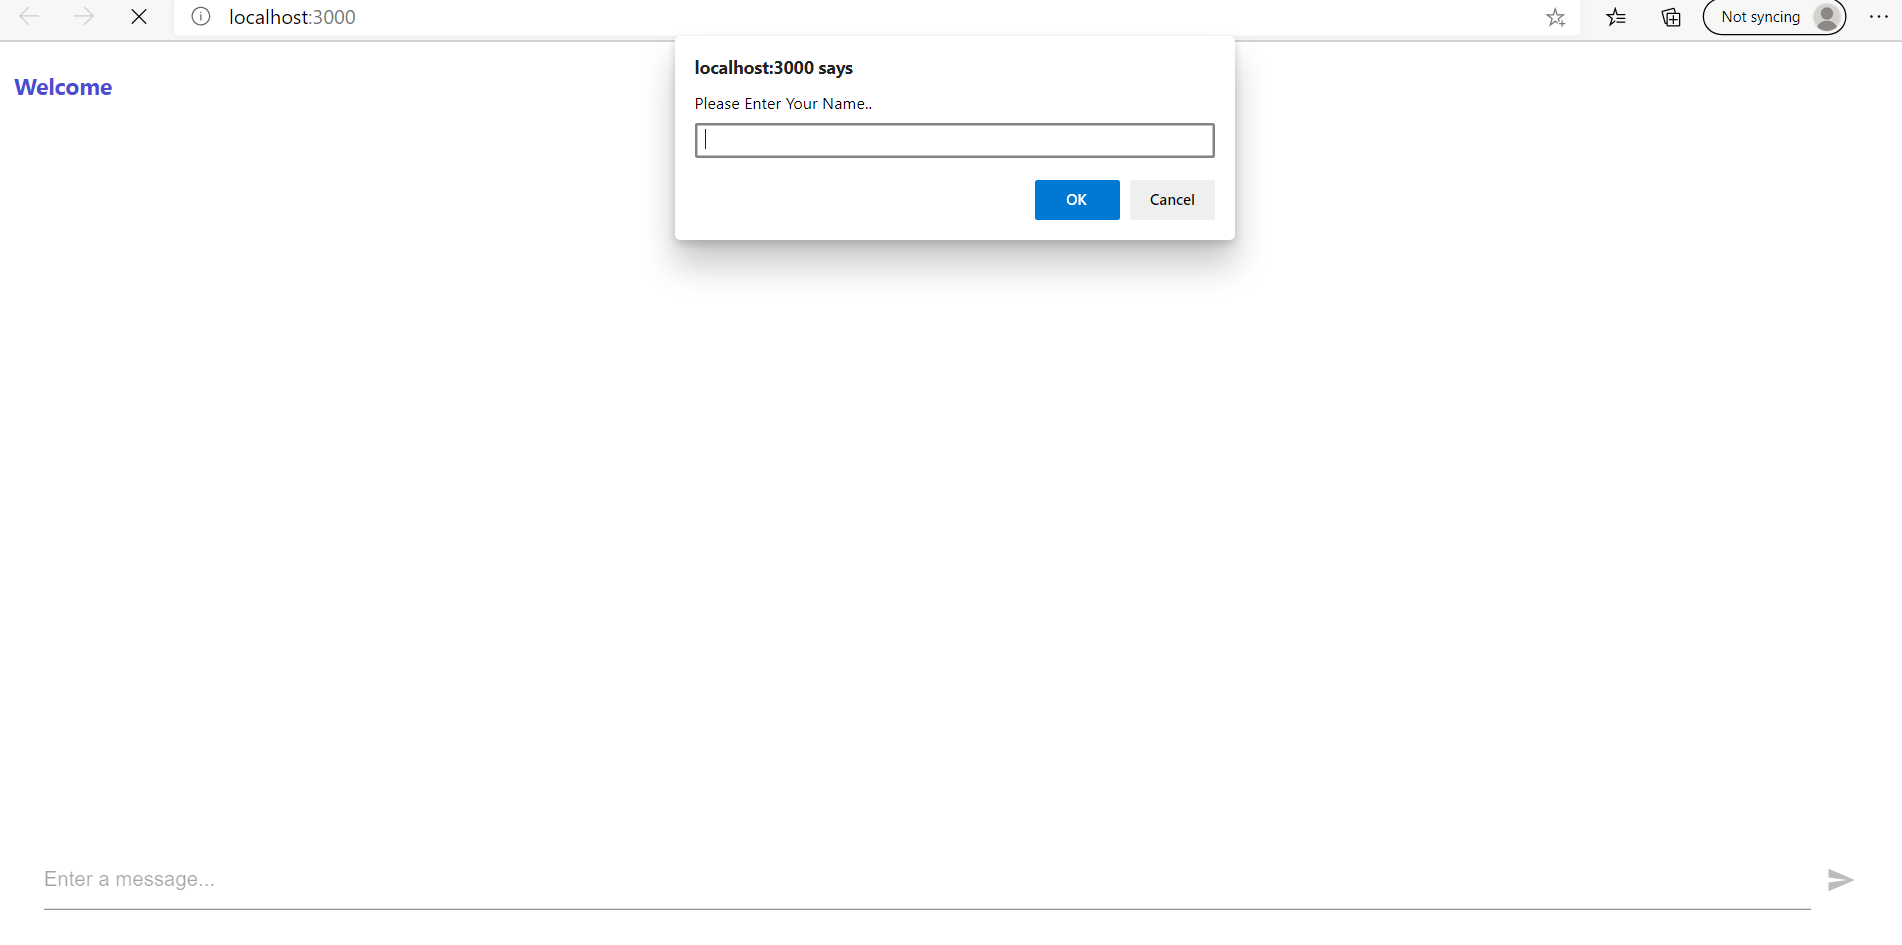 localhost:3000
Not syncing
localhost:3000 says
Please Enter Your Name..
OK
Cancel
Welcome
Enter a message...